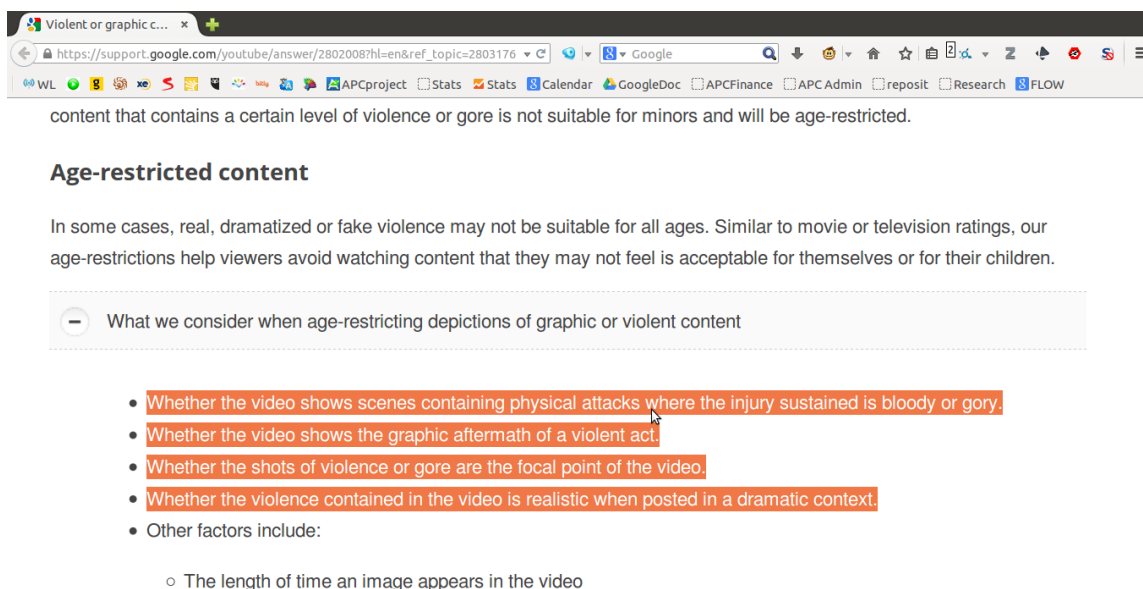 Violent or graphic c...
https://support.google.com/youtube/answer/2802008?hl=en&ref_topic=2803176
Google
2
WL
APCproject
Stats
Stats
Calendar
GoogleDoc
APCFinance
APC Admin
reposit
Research
FLOW
content that contains a certain level of violence or gore is not suitable for minors and will be age-restricted.
Age-restricted content
In some cases, real, dramatized or fake violence may not be suitable for all ages. Similar to movie or television ratings, our
age-restrictions help viewers avoid watching content that they may not feel is acceptable for themselves or for their children.
What we consider when age-restricting depictions of graphic or violent content
Whether the video shows scenes containing physical attacks where the injury sustained is bloody or gory.
Whether the video shows the graphic aftermath of a violent act.
Whether the shots of violence or gore are the focal point of the video.
Whether the violence contained in the video is realistic when posted in a dramatic context.
Other factors include:
The length of time an image appears in the video